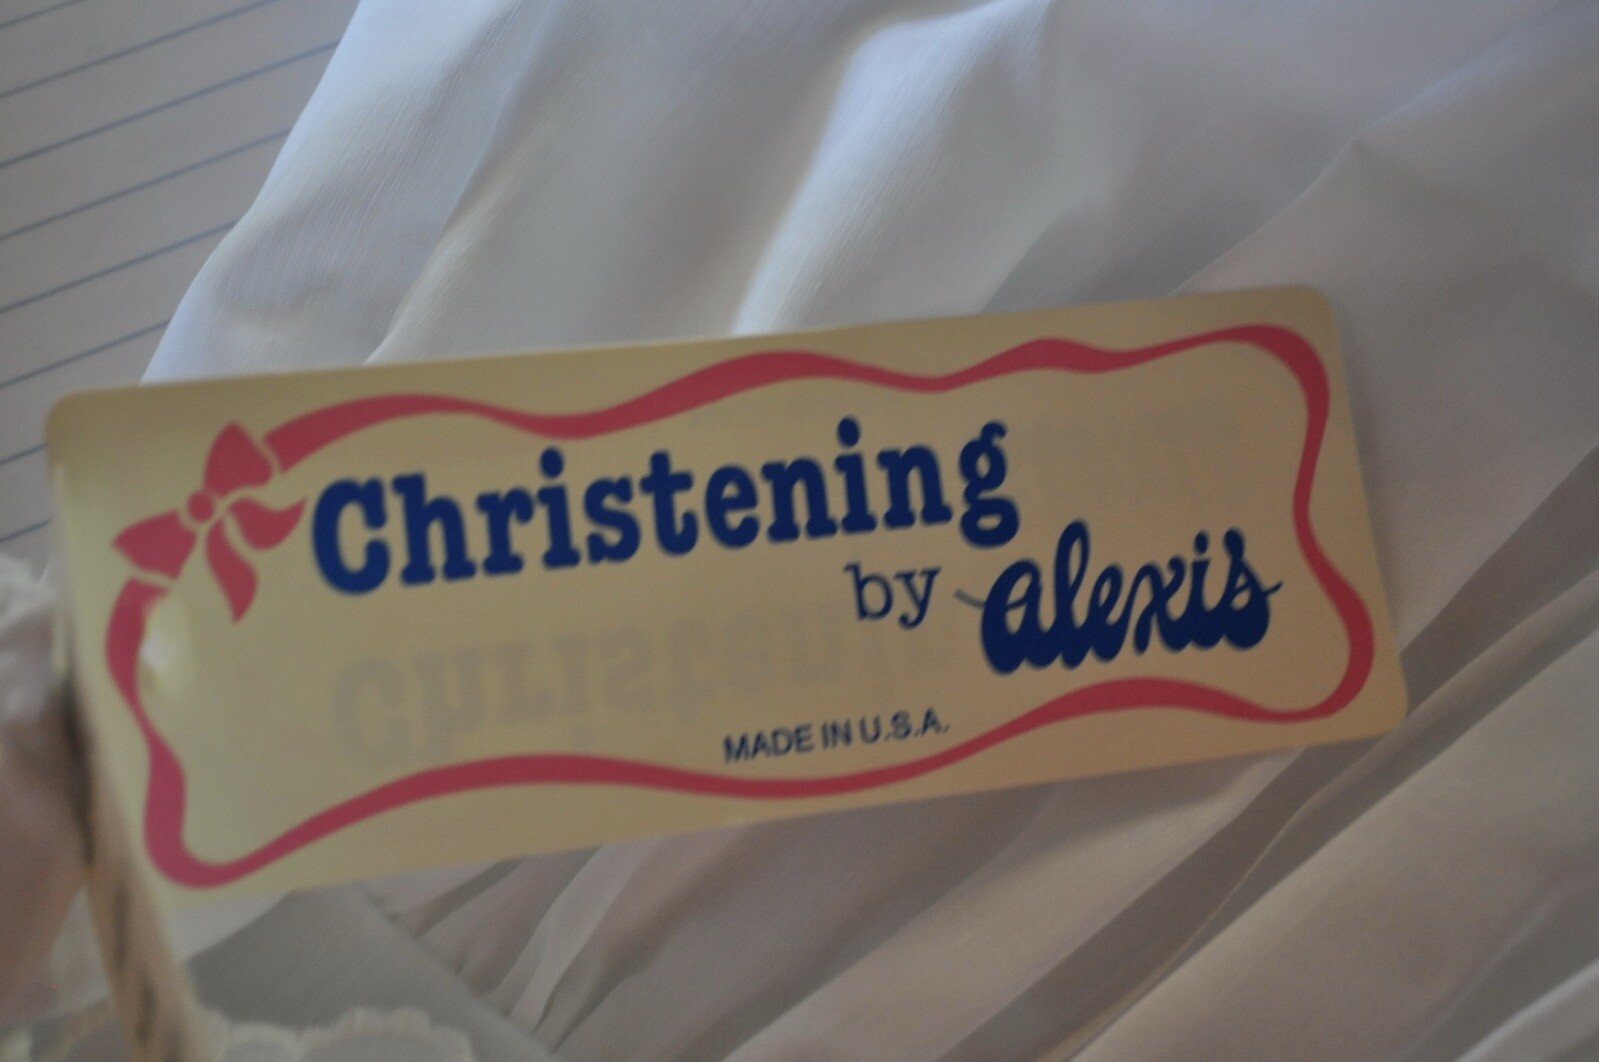 Christening
by alexis
MADE IN U.S.A.